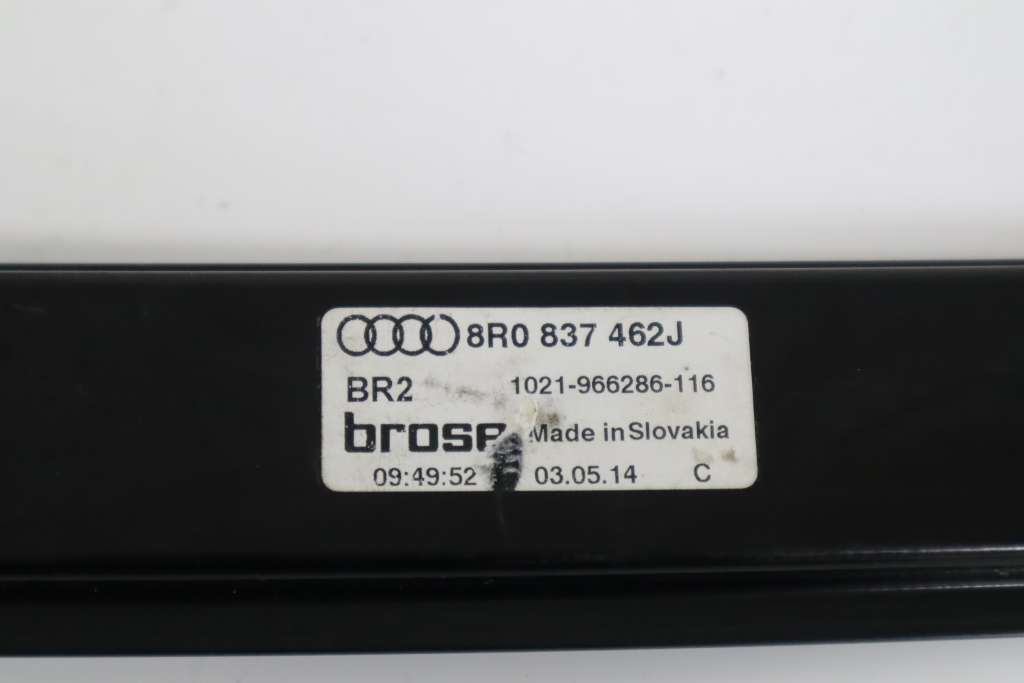 8R0 837 462J
BR2 1021-966286-116
brose Made in Slovakia
09:49:52 03.05.14 C